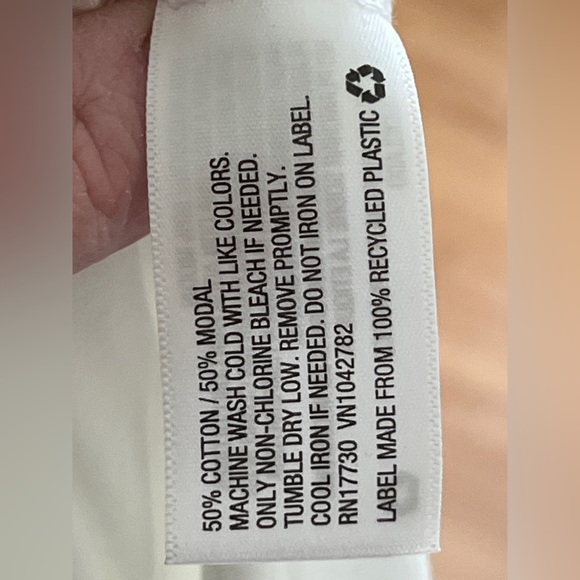 50% COTTON / 50% MODAL
MACHINE WASH COLD WITH LIKE COLORS.
ONLY NON-CHLORINE BLEACH IF NEEDED.
TUMBLE DRY LOW. REMOVE PROMPTLY.
COOL IRON IF NEEDED. DO NOT IRON ON LABEL.
RN17730 VN1042782
LABEL MADE FROM 100% RECYCLED PLASTIC